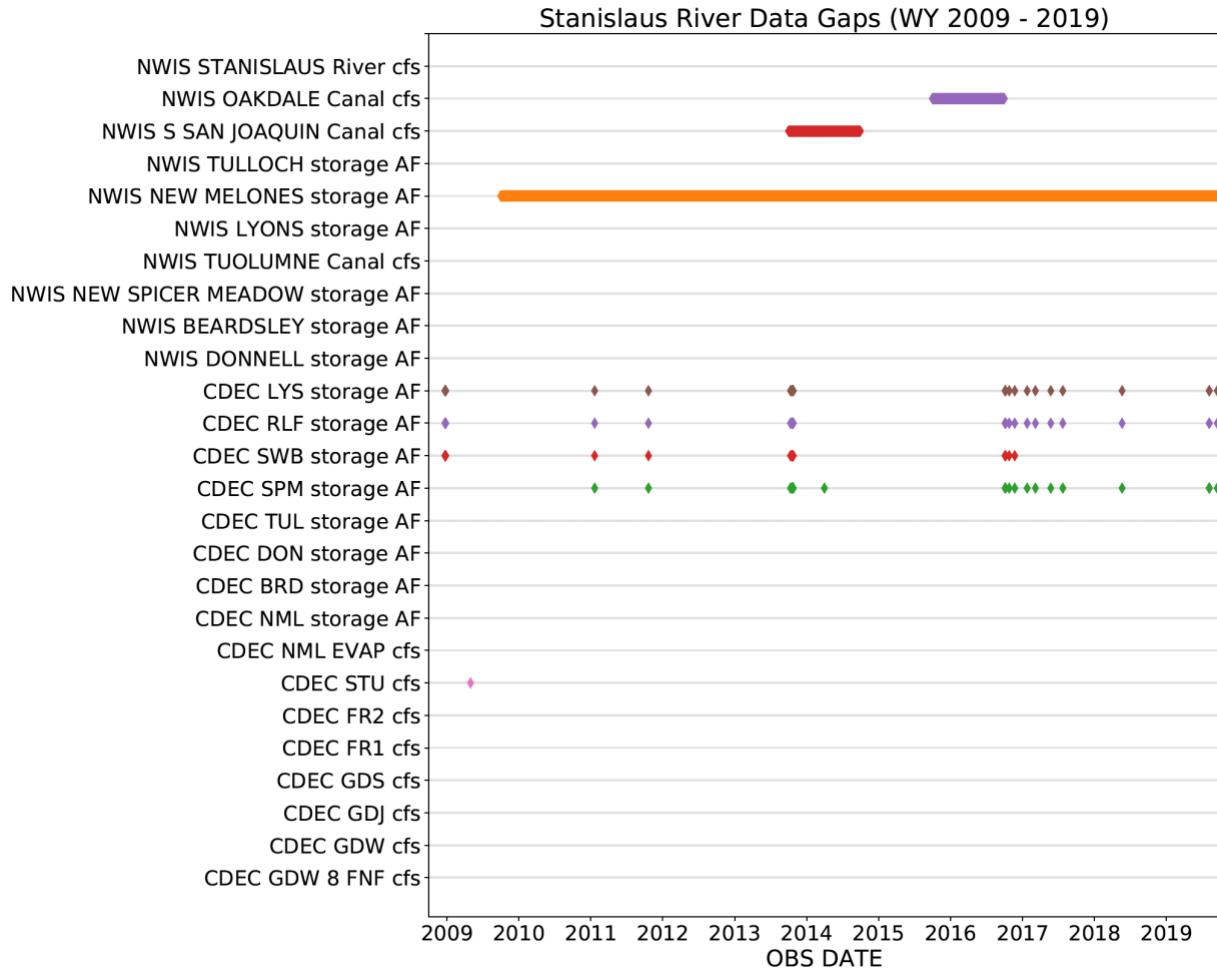 Stanislaus River Data Gaps (WY 2009 - 2019)
NWIS STANISLAUS River cfs
NWIS OAKDALE Canal cfs
NWIS S SAN JOAQUIN Canal cfs
NWIS TULLOCH storage AF
NWIS NEW MELONES storage AF
NWIS LYONS storage AF
NWIS TUOLUMNE Canal cfs
NWIS NEW SPICER MEADOW storage AF
NWIS BEARDSLEY storage AF
NWIS DONNELL storage AF
CDEC LYS storage AF
CDEC RLF storage AF
CDEC SWB storage AF
CDEC SPM storage AF
CDEC TUL storage AF
CDEC DON storage AF
CDEC BRD storage AF
CDEC NML storage AF
CDEC NML EVAP cfs
CDEC STU cfs
CDEC FR2 cfs
CDEC FR1 cfs
CDEC GDS cfs
CDEC GDJ cfs
CDEC GDW cfs
CDEC GDW 8 FNF cfs
2009 2010 2011 2012 2013 2014 2015 2016 2017 2018 2019
OBS DATE